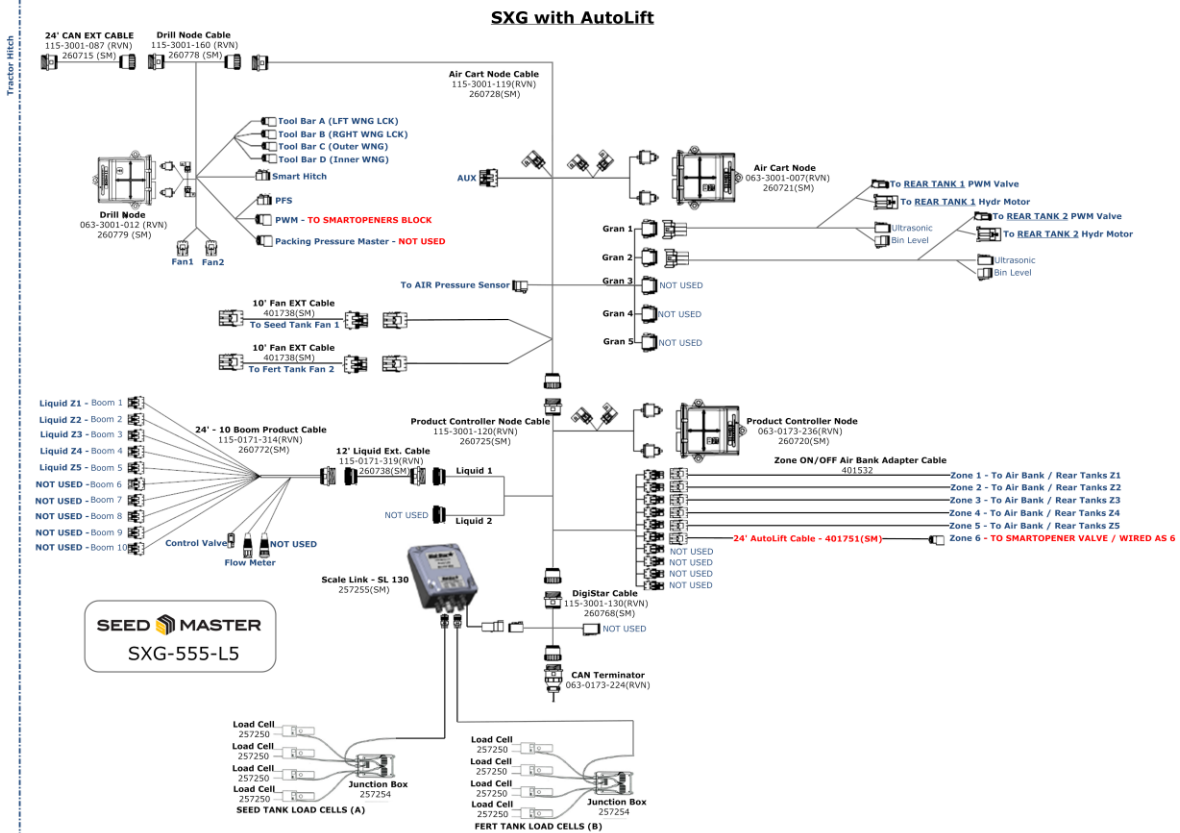 SXG with AutoLift
Tractor Hitch
24' CAN EXT CABLE
115-3001-087 (RVN)
260715 (SM)
Drill Node Cable
115-3001-160 (RVN)
260778 (SM)
Air Cart Node Cable
115-3001-119(RVN)
260728(SM)
Tool Bar A (LFT WNG LCK)
Tool Bar B (RGHT WNG LCK)
Tool Bar C (Outer WNG)
Tool Bar D (Inner WNG)
Smart Hitch
PFS
PWM - TO SMARTOPENERS BLOCK
Packing Pressure Master - NOT USED
Drill Node
063-3001-012 (RVN)
260779 (SM)
Fan1
Fan2
AUX
Air Cart Node
063-3001-007(RVN)
260721(SM)
To REAR TANK 1 PWM Valve
To REAR TANK 1 Hydr Motor
To REAR TANK 2 PWM Valve
To REAR TANK 2 Hydr Motor
Gran 1
Ultrasonic
Bin Level
Gran 2
Ultrasonic
Bin Level
To AIR Pressure Sensor
Gran 3
NOT USED
Gran 4
NOT USED
Gran 5
NOT USED
10' Fan EXT Cable
401738(SM)
To Seed Tank Fan 1
10' Fan EXT Cable
401738(SM)
To Fert Tank Fan 2
Liquid Z1 - Boom 1
Liquid Z2 - Boom 2
Liquid Z3 - Boom 3
Liquid Z4 - Boom 4
Liquid Z5 - Boom 5
NOT USED - Boom 6
NOT USED - Boom 7
NOT USED - Boom 8
NOT USED - Boom 9
NOT USED - Boom 10
24' - 10 Boom Product Cable
115-0171-314(RVN)
260772(SM)
12' Liquid Ext. Cable
115-0171-319(RVN)
260738(SM)
Control Valve
NOT USED
Flow Meter
Liquid 1
NOT USED
Liquid 2
Product Controller Node Cable
115-3001-120(RVN)
260725(SM)
Product Controller Node
063-0173-236(RVN)
260720(SM)
Zone ON/OFF Air Bank Adapter Cable
401532
Zone 1 - To Air Bank / Rear Tanks Z1
Zone 2 - To Air Bank / Rear Tanks Z2
Zone 3 - To Air Bank / Rear Tanks Z3
Zone 4 - To Air Bank / Rear Tanks Z4
Zone 5 - To Air Bank / Rear Tanks Z5
24' AutoLift Cable - 401751(SM)
Zone 6 - TO SMARTOPENER VALVE / WIRED AS 6
NOT USED
NOT USED
NOT USED
NOT USED
Scale Link - SL 130
257255(SM)
DigiStar Cable
115-3001-130(RVN)
260768(SM)
NOT USED
CAN Terminator
063-0173-224(RVN)
SEED MASTER
SXG-555-L5
Load Cell
257250
Load Cell
257250
Load Cell
257250
Load Cell
257250
Junction Box
257254
SEED TANK LOAD CELLS (A)
Load Cell
257250
Load Cell
257250
Load Cell
257250
Load Cell
257250
Junction Box
257254
FERT TANK LOAD CELLS (B)